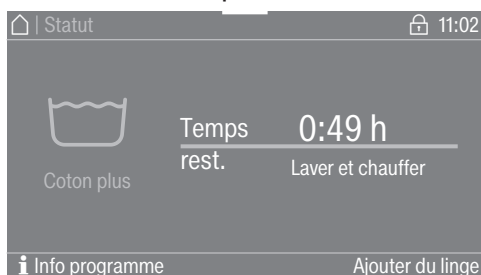 | Statut 11:02
Temps 0:49 h
rest. Laver et chauffer
Coton plus
i Info programme Ajouter du linge